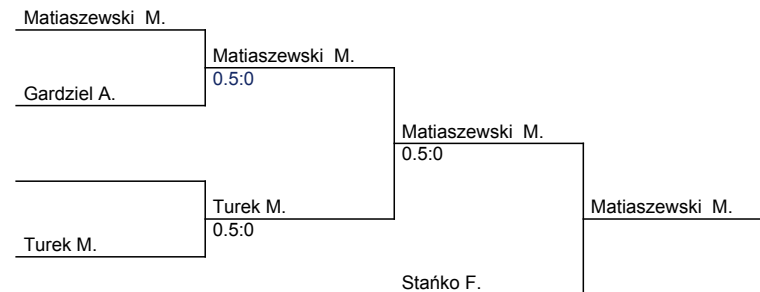 Matiaszewski M.
Matiaszewski M.
0.5:0
Gardziel A.
Matiaszewski M.
0.5:0
Turek M.
0.5:0
Matiaszewski M.
Turek M.
Stańko F.